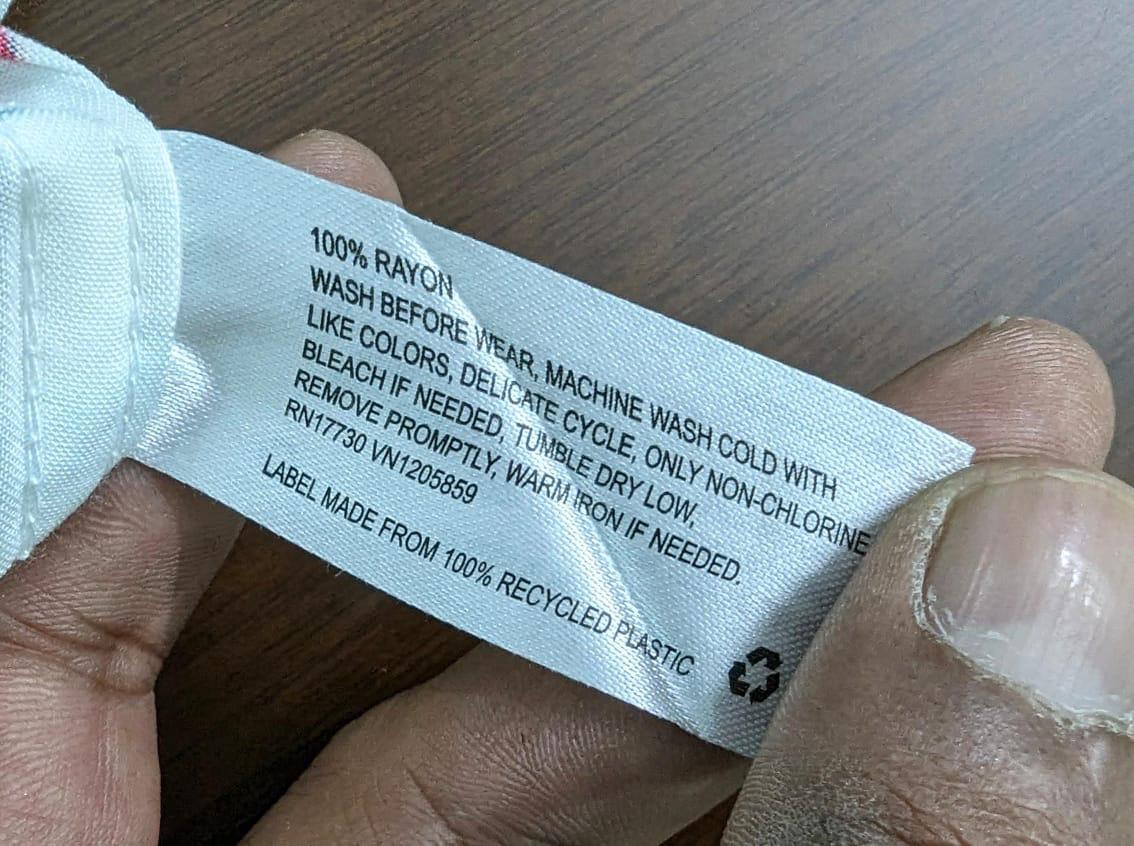 100% RAYON
WASH BEFORE WEAR, MACHINE WASH COLD WITH
LIKE COLORS, DELICATE CYCLE, ONLY NON-CHLORINE
BLEACH IF NEEDED, TUMBLE DRY LOW,
REMOVE PROMPTLY, WARM IRON IF NEEDED.
RN17730 VN1205859
LABEL MADE FROM 100% RECYCLED PLASTIC